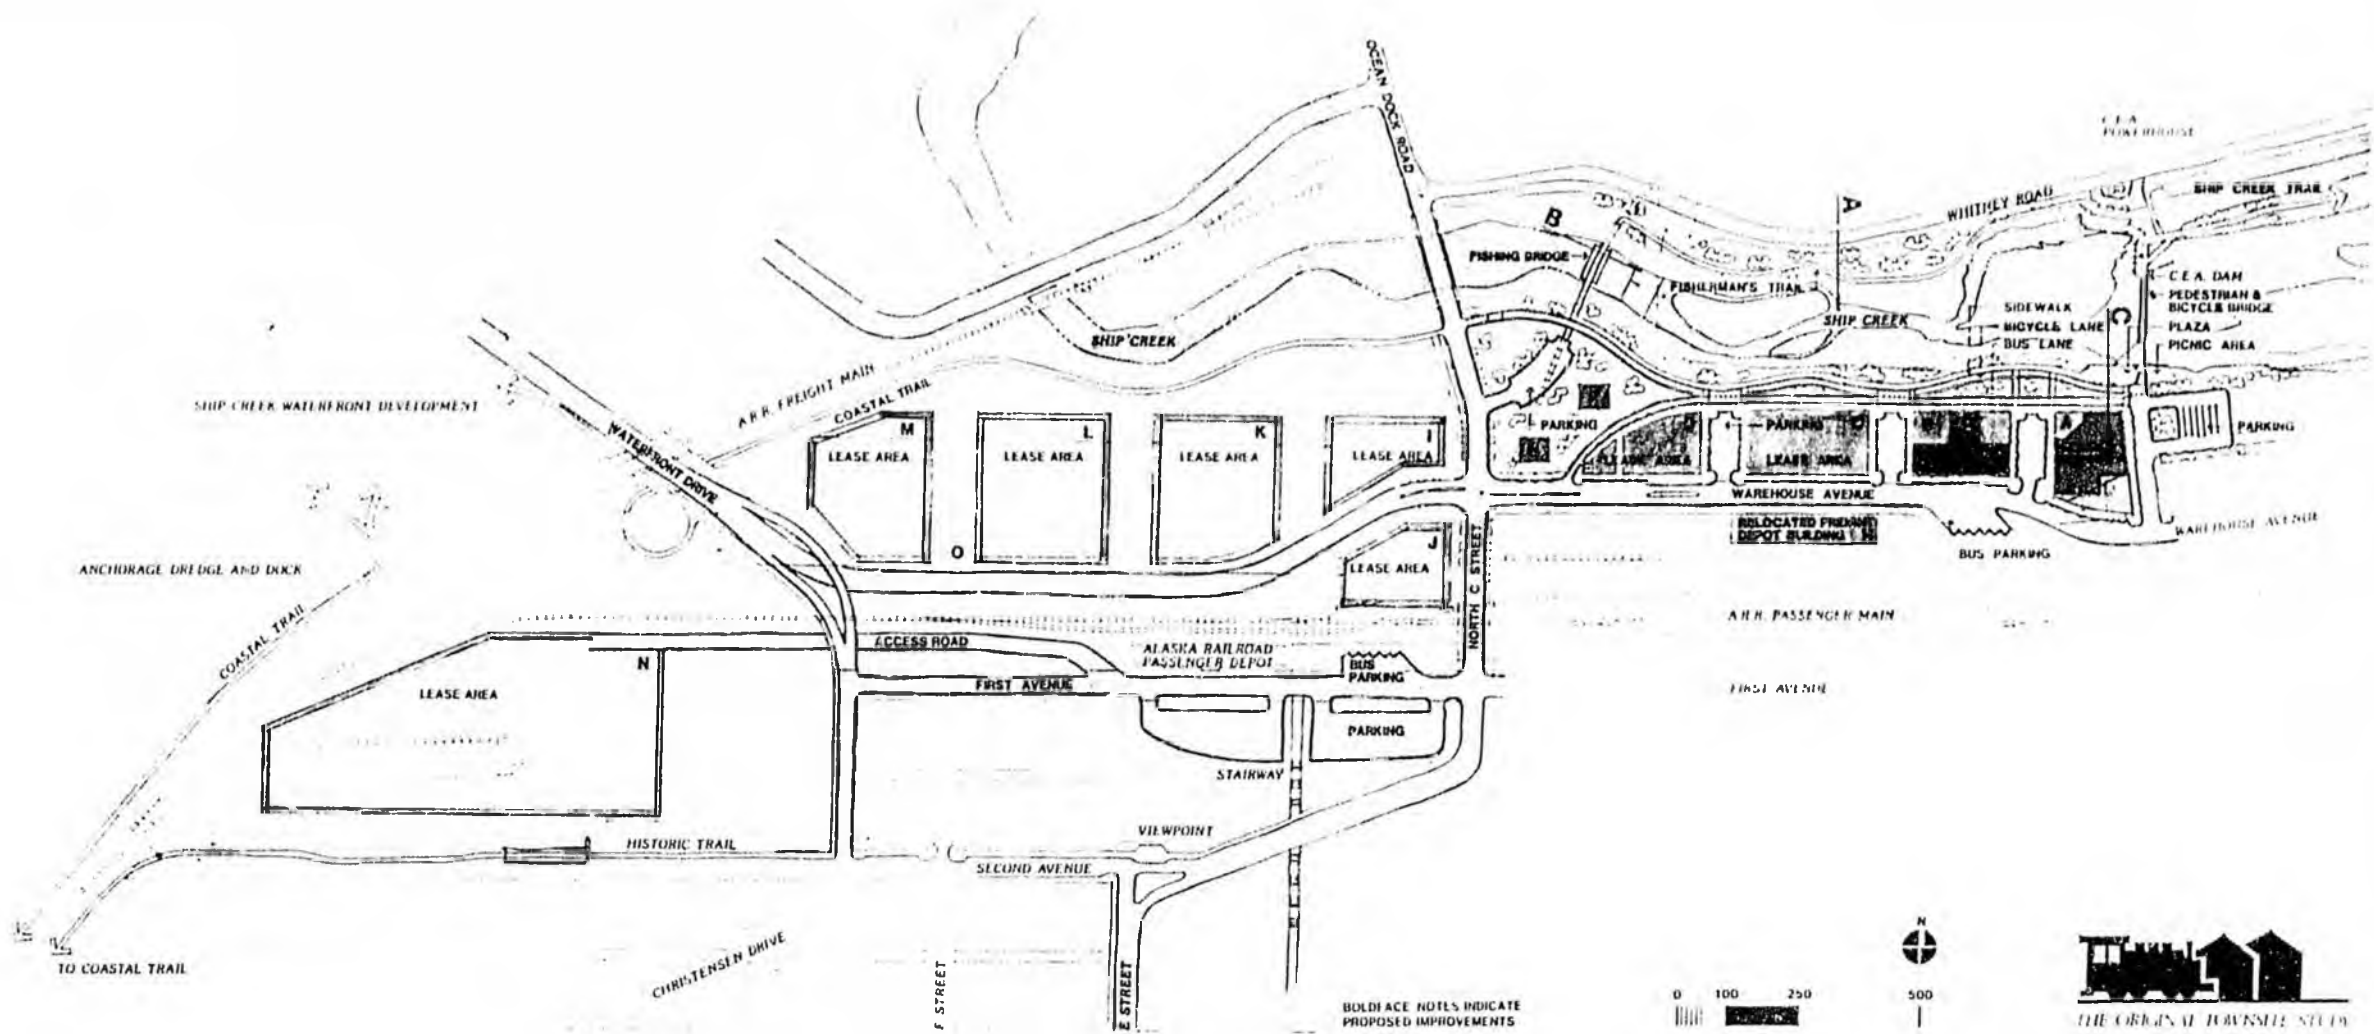 OCEAN DOCK ROAD
C.E.A.
POWERHOUSE
SHIP CREEK TRAIL
WHITNEY ROAD
A
B
FISHING BRIDGE
FISHERMAN'S TRAIL
SHIP CREEK
C
C.E.A. DAM
PEDESTRIAN &
BICYCLE BRIDGE
PLAZA
PICNIC AREA
SIDEWALK
BICYCLE LANE
BUS LANE
SHIP CREEK
A.R.R. FREIGHT MAIN
COASTAL TRAIL
SHIP CREEK WATERFRONT DEVELOPMENT
WATERFRONT DRIVE
M
LEASE AREA
L
LEASE AREA
K
LEASE AREA
I
LEASE AREA
PARKING
LEASE AREA
PARKING
LEASE AREA
A
PARKING
WAREHOUSE AVENUE
RELOCATED FREIGHT
DEPOT BUILDING
BUS PARKING
WAREHOUSE AVENUE
O
J
LEASE AREA
NORTH C STREET
ANCHORAGE DREDGE AND DOCK
COASTAL TRAIL
A.R.R. PASSENGER MAIN
ACCESS ROAD
ALASKA RAILROAD
PASSENGER DEPOT
BUS
PARKING
N
LEASE AREA
FIRST AVENUE
FIRST AVENUE
PARKING
STAIRWAY
VIEWPOINT
HISTORIC TRAIL
SECOND AVENUE
TO COASTAL TRAIL
CHRISTENSEN DRIVE
F STREET
E STREET
BOLDFACE NOTES INDICATE
PROPOSED IMPROVEMENTS
0 100 250 500
N
THE ORIGINAL TOWNSITE STUDY